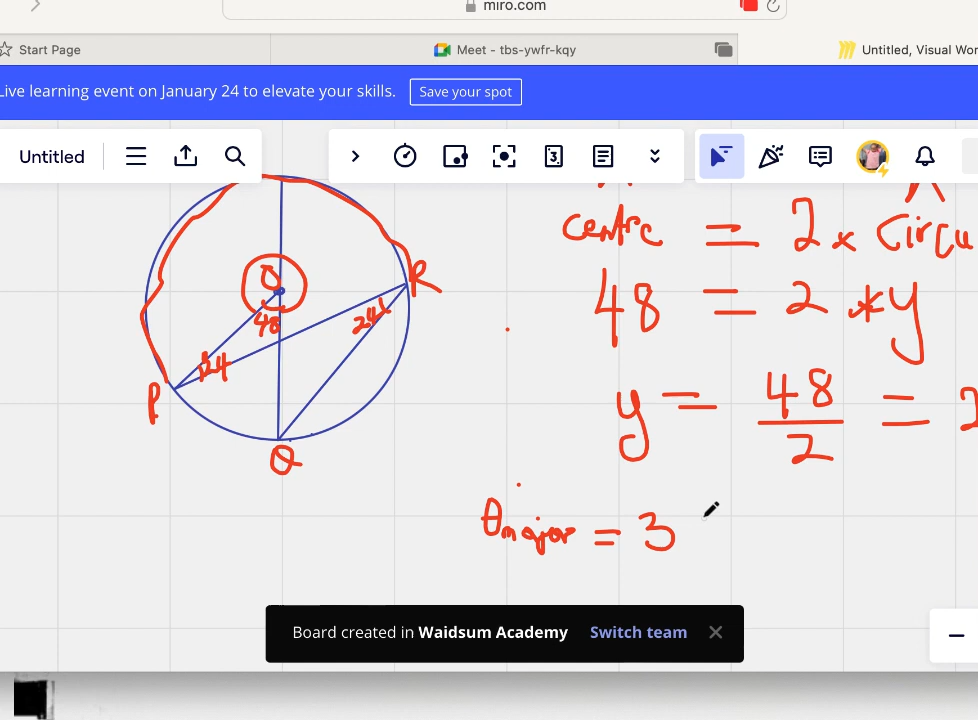 miro.com
Start Page
Meet - tbs-ywfr-kqy
Untitled, Visual Wor
Live learning event on January 24 to elevate your skills.
Save your spot
Untitled
3
centre = 2 × Circu
48 = 2 * y
y = 48/2 = 2
θmajor = 3
O
R
48
24
24
P
Q
Board created in Waidsum Academy
Switch team